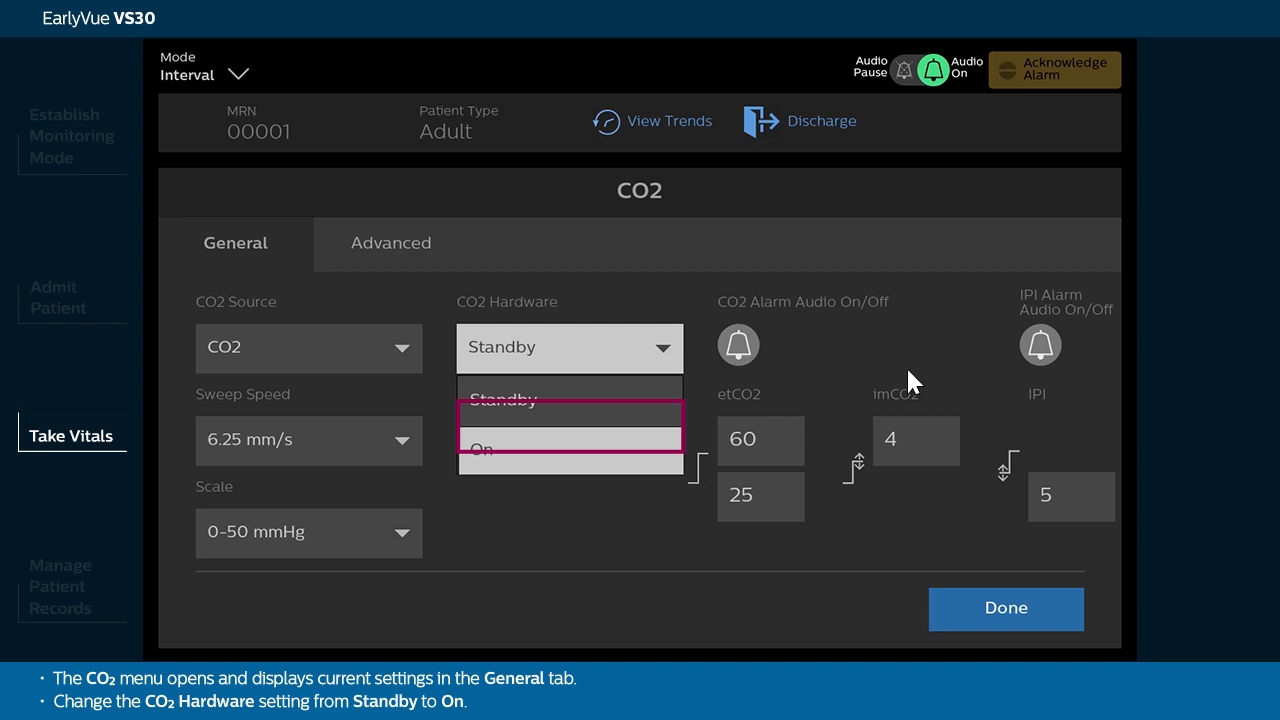 EarlyVue VS30
Mode
Interval
Audio
Pause
Audio
On
Acknowledge
Alarm
Establish
Monitoring
Mode
MRN
00001
Patient Type
Adult
View Trends
Discharge
CO2
General
Advanced
Admit
Patient
CO2 Source
CO2 Hardware
CO2 Alarm Audio On/Off
IPI Alarm
Audio On/Off
CO2
Standby
Standby
On
Sweep Speed
etCO2
imCO2
IPI
6.25 mm/s
60
4
25
5
Take Vitals
Scale
0-50 mmHg
Manage
Patient
Records
Done
• The CO₂ menu opens and displays current settings in the General tab.
• Change the CO₂ Hardware setting from Standby to On.